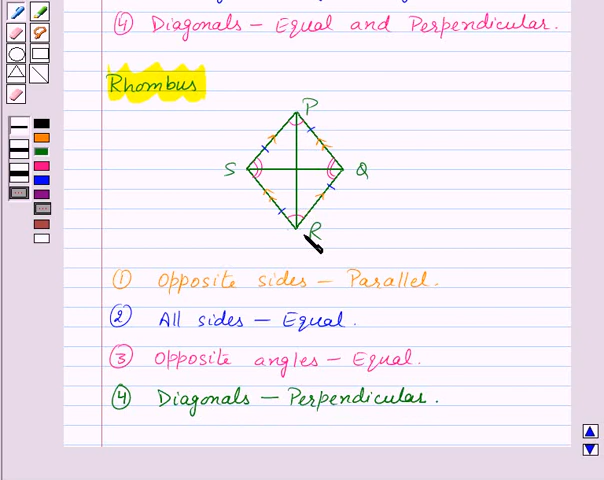 ④ Diagonals – Equal and Perpendicular.
Rhombus
P
S
Q
R
① Opposite sides – Parallel.
② All sides – Equal.
③ Opposite angles – Equal.
④ Diagonals – Perpendicular.